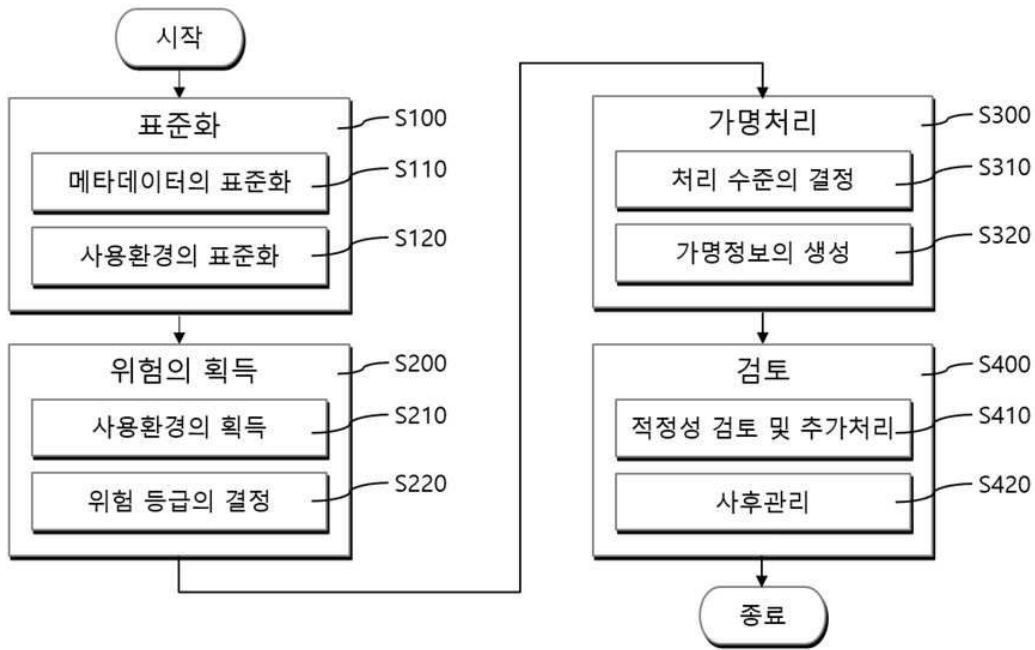 시작
표준화
S100
메타데이터의 표준화
S110
사용환경의 표준화
S120
위험의 획득
S200
사용환경의 획득
S210
위험 등급의 결정
S220
가명처리
S300
처리 수준의 결정
S310
가명정보의 생성
S320
검토
S400
적정성 검토 및 추가처리
S410
사후관리
S420
종료